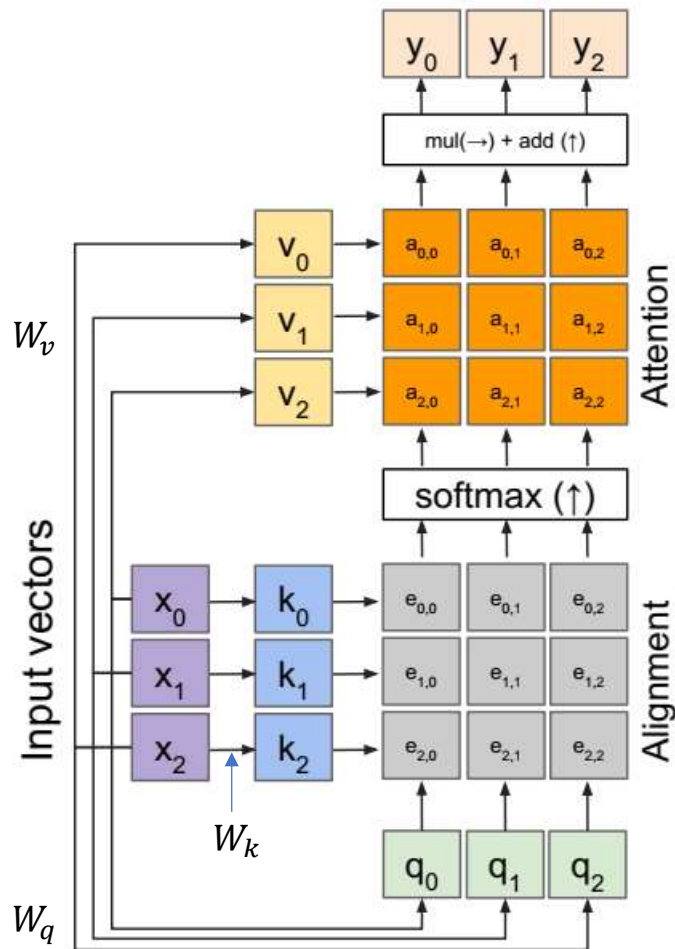 y₀ y₁ y₂
mul(→) + add (↑)
v₀ a₀,₀ a₀,₁ a₀,₂
v₁ a₁,₀ a₁,₁ a₁,₂
v₂ a₂,₀ a₂,₁ a₂,₂
Attention
W_v
softmax (↑)
x₀ k₀ e₀,₀ e₀,₁ e₀,₂
x₁ k₁ e₁,₀ e₁,₁ e₁,₂
x₂ k₂ e₂,₀ e₂,₁ e₂,₂
Input vectors
Alignment
W_k
q₀ q₁ q₂
W_q